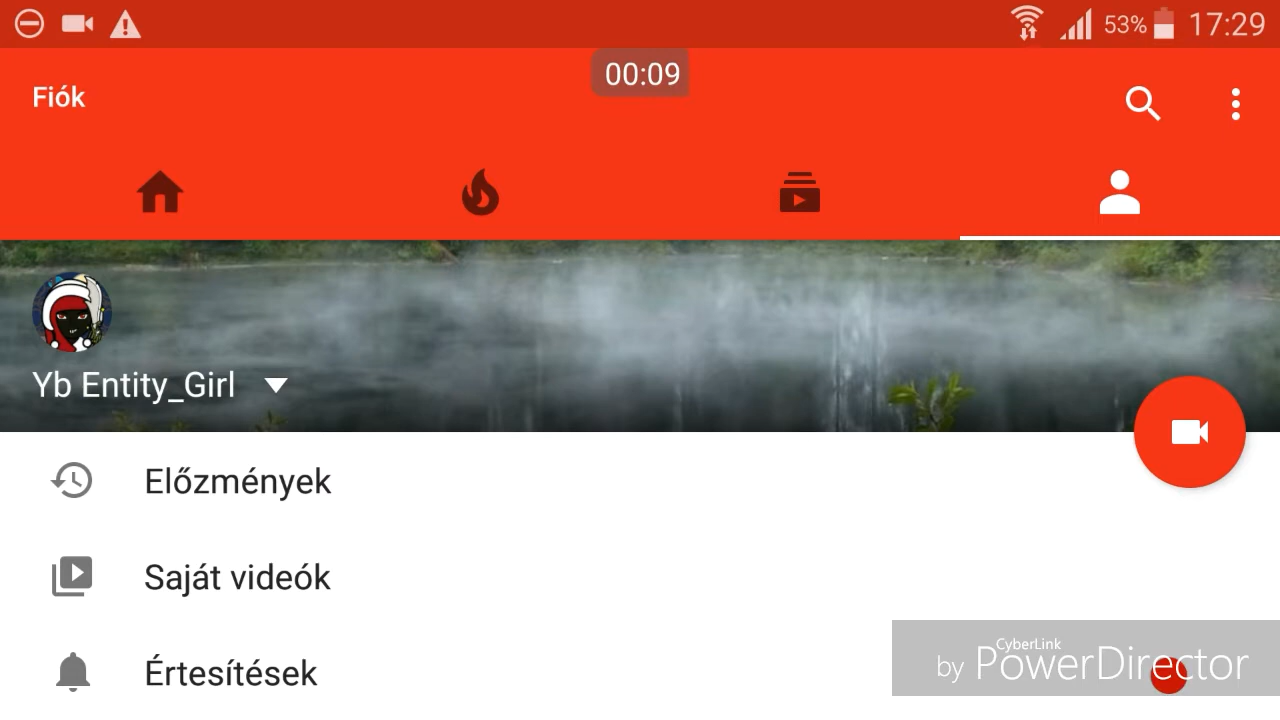 53% 17:29
00:09
Fiók
Yb Entity_Girl
Előzmények
Saját videók
Értesítések
CyberLink
by PowerDirector